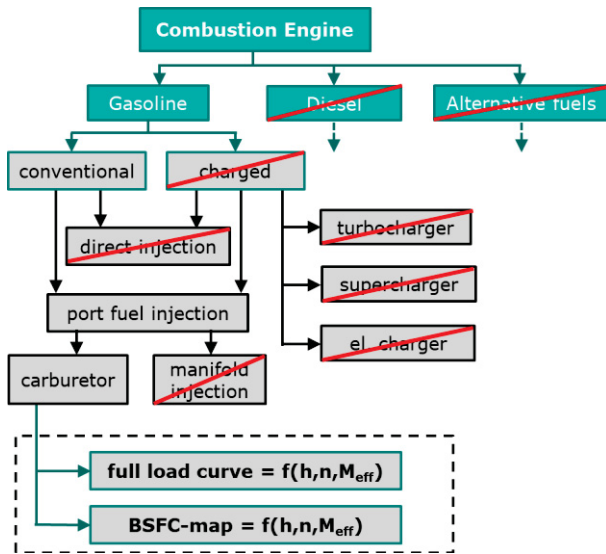 Combustion Engine
Gasoline
Diesel
Alternative fuels
conventional
charged
direct injection
turbocharger
supercharger
port fuel injection
el. charger
carburetor
manifold
injection
full load curve = f(h,n,Meff)
BSFC-map = f(h,n,Meff)